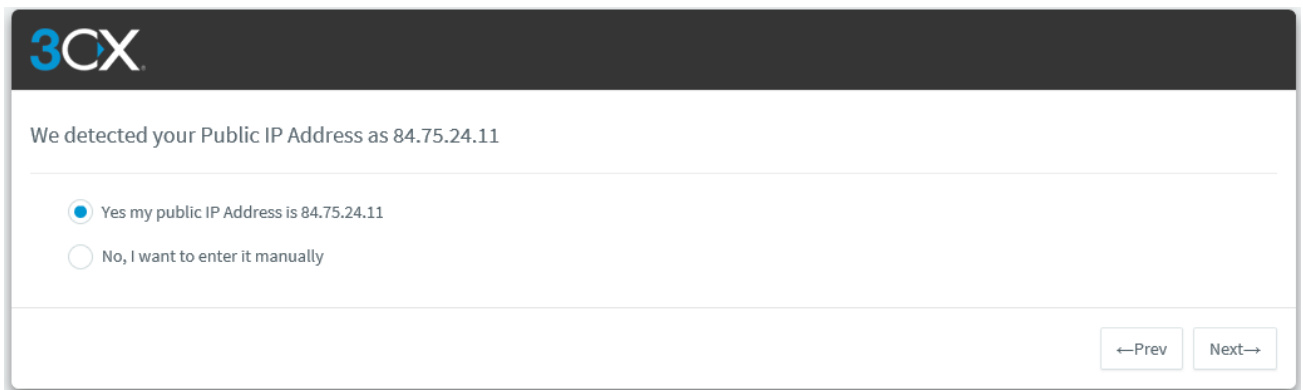 3CX
We detected your Public IP Address as 84.75.24.11
Yes my public IP Address is 84.75.24.11
No, I want to enter it manually
←Prev Next→